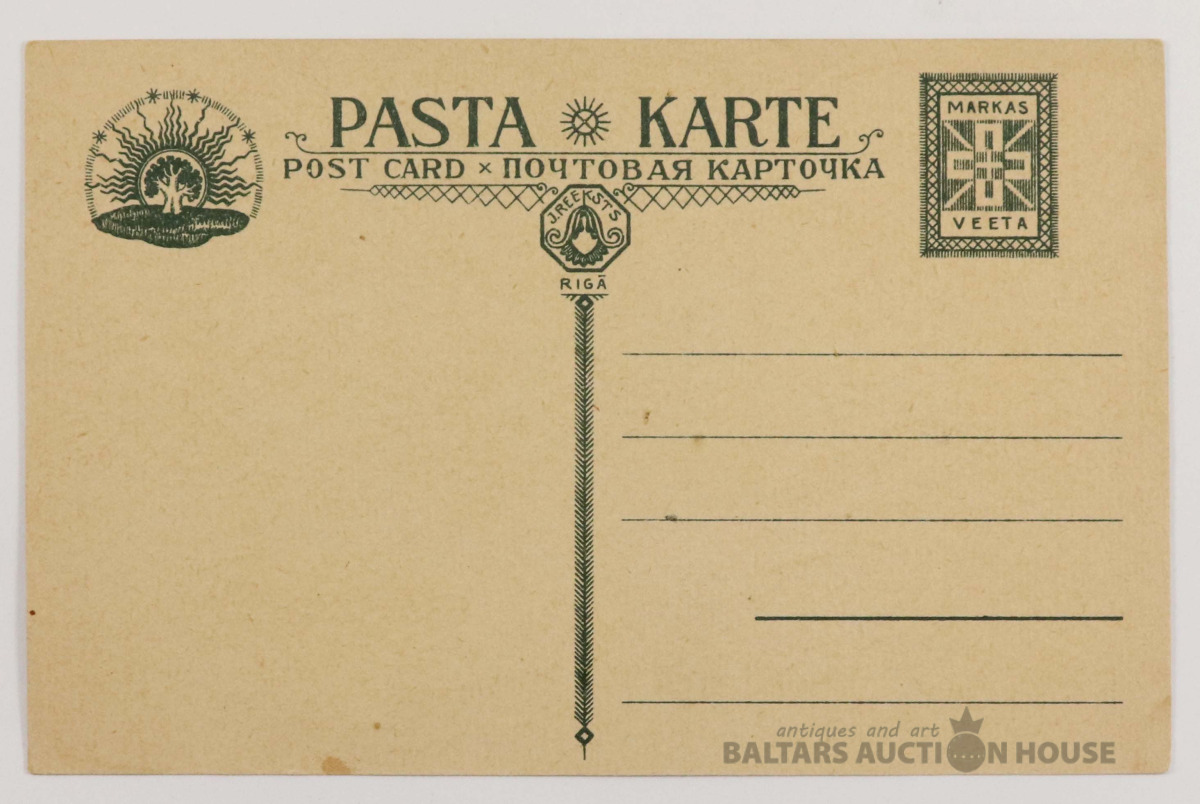 PASTA KARTE
POST CARD × ПОЧТОВАЯ КАРТОЧКА
J.REEKSTS
RIGĀ
MARKAS
VEETA
antiques and art
BALTARS AUCTION HOUSE